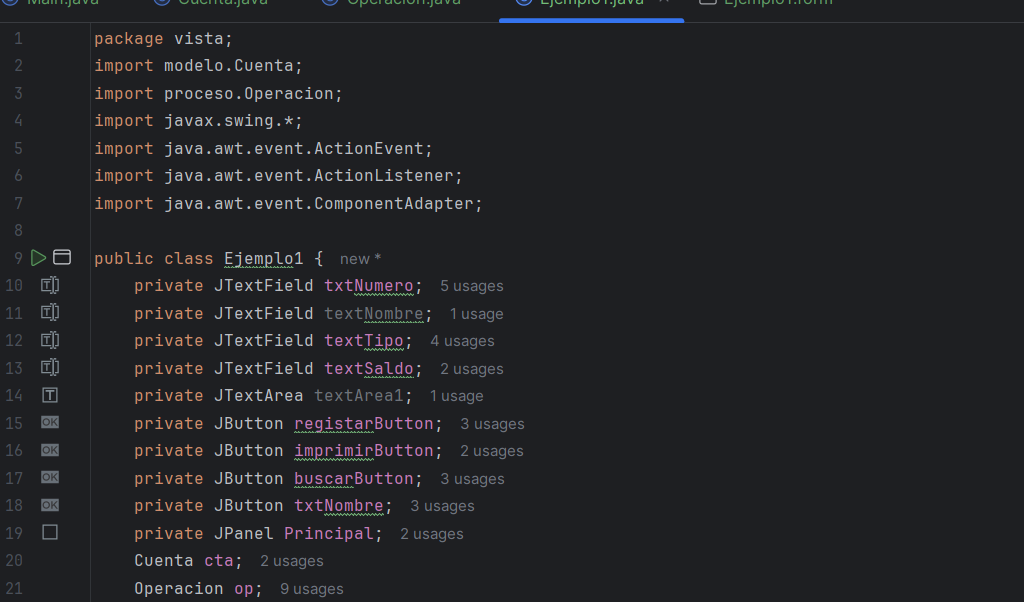 Main.java Cuenta.java Operacion.java Ejemplo1.java Ejemplo1.form
1 package vista;
2 import modelo.Cuenta;
3 import proceso.Operacion;
4 import javax.swing.*;
5 import java.awt.event.ActionEvent;
6 import java.awt.event.ActionListener;
7 import java.awt.event.ComponentAdapter;
8
9 public class Ejemplo1 { new *
10 private JTextField txtNumero; 5 usages
11 private JTextField textNombre; 1 usage
12 private JTextField textTipo; 4 usages
13 private JTextField textSaldo; 2 usages
14 private JTextArea textArea1; 1 usage
15 OK private JButton registarButton; 3 usages
16 OK private JButton imprimirButton; 2 usages
17 OK private JButton buscarButton; 3 usages
18 OK private JButton txtNombre; 3 usages
19 private JPanel Principal; 2 usages
20 Cuenta cta; 2 usages
21 Operacion op; 9 usages